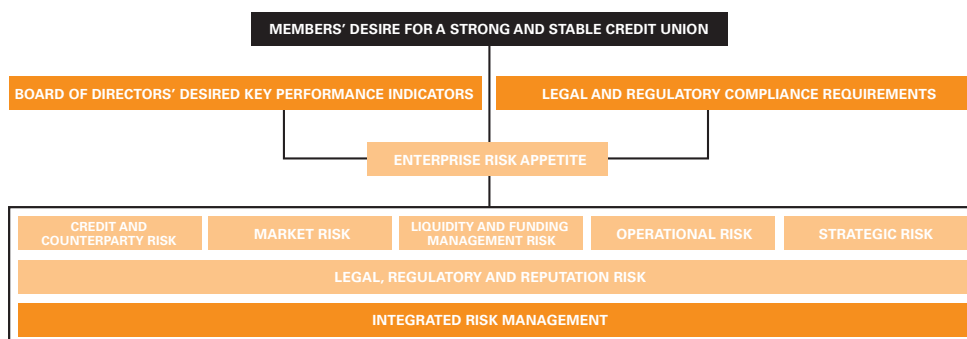 MEMBERS' DESIRE FOR A STRONG AND STABLE CREDIT UNION
BOARD OF DIRECTORS' DESIRED KEY PERFORMANCE INDICATORS
LEGAL AND REGULATORY COMPLIANCE REQUIREMENTS
ENTERPRISE RISK APPETITE
CREDIT AND
COUNTERPARTY RISK
MARKET RISK
LIQUIDITY AND FUNDING
MANAGEMENT RISK
OPERATIONAL RISK
STRATEGIC RISK
LEGAL, REGULATORY AND REPUTATION RISK
INTEGRATED RISK MANAGEMENT